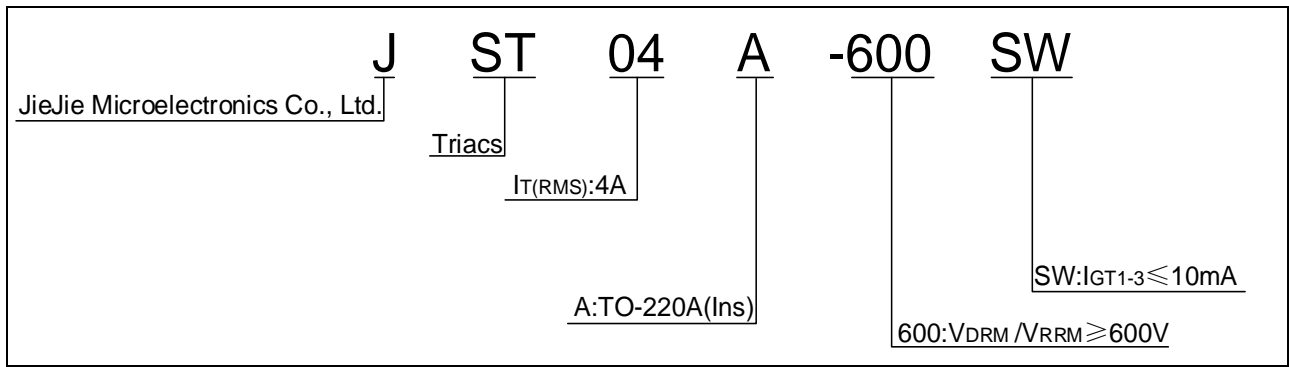 J ST 04 A -600 SW
JieJie Microelectronics Co., Ltd.
Triacs
IT(RMS):4A
SW:IGT1-3≤10mA
A:TO-220A(Ins)
600:VDRM /VRRM≥600V